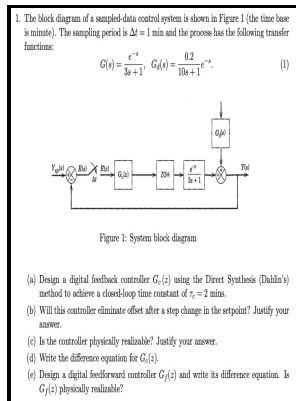 1. The block diagram of a sampled-data control system is shown in Figure 1 (the time base
is minute). The sampling period is Δt = 1 min and the process has the following transfer
functions:
G(s) = e^{-s} / (3s + 1), G_d(s) = 0.2 / (10s + 1) e^{-s}. (1)
G_d(s)
Y_{sp}(s) E(s) E(z) G_c(z) ZOH e^{-s} / (3s + 1) Y(s)
Δt
Figure 1: System block diagram
(a) Design a digital feedback controller G_c(z) using the Direct Synthesis (Dahlin's)
method to achieve a closed-loop time constant of τ_c = 2 mins.
(b) Will this controller eliminate offset after a step change in the setpoint? Justify your
answer.
(c) Is the controller physically realizable? Justify your answer.
(d) Write the difference equation for G_c(z).
(e) Design a digital feedforward controller G_f(z) and write its difference equation. Is
G_f(z) physically realizable?